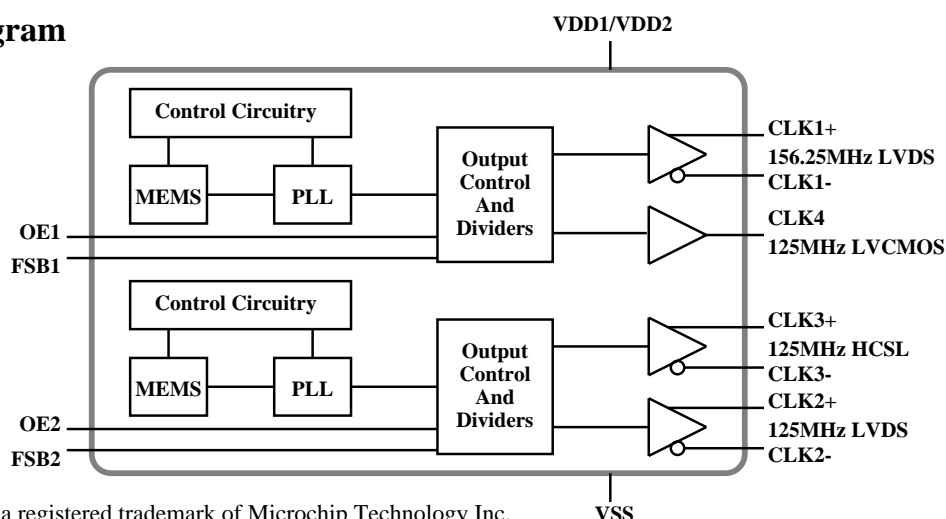 gram
VDD1/VDD2
Control Circuitry
MEMS
PLL
Output
Control
And
Dividers
CLK1+
156.25MHz LVDS
CLK1-
CLK4
125MHz LVCMOS
OE1
FSB1
Control Circuitry
MEMS
PLL
Output
Control
And
Dividers
CLK3+
125MHz HCSL
CLK3-
CLK2+
125MHz LVDS
CLK2-
OE2
FSB2
a registered trademark of Microchip Technology Inc.
VSS